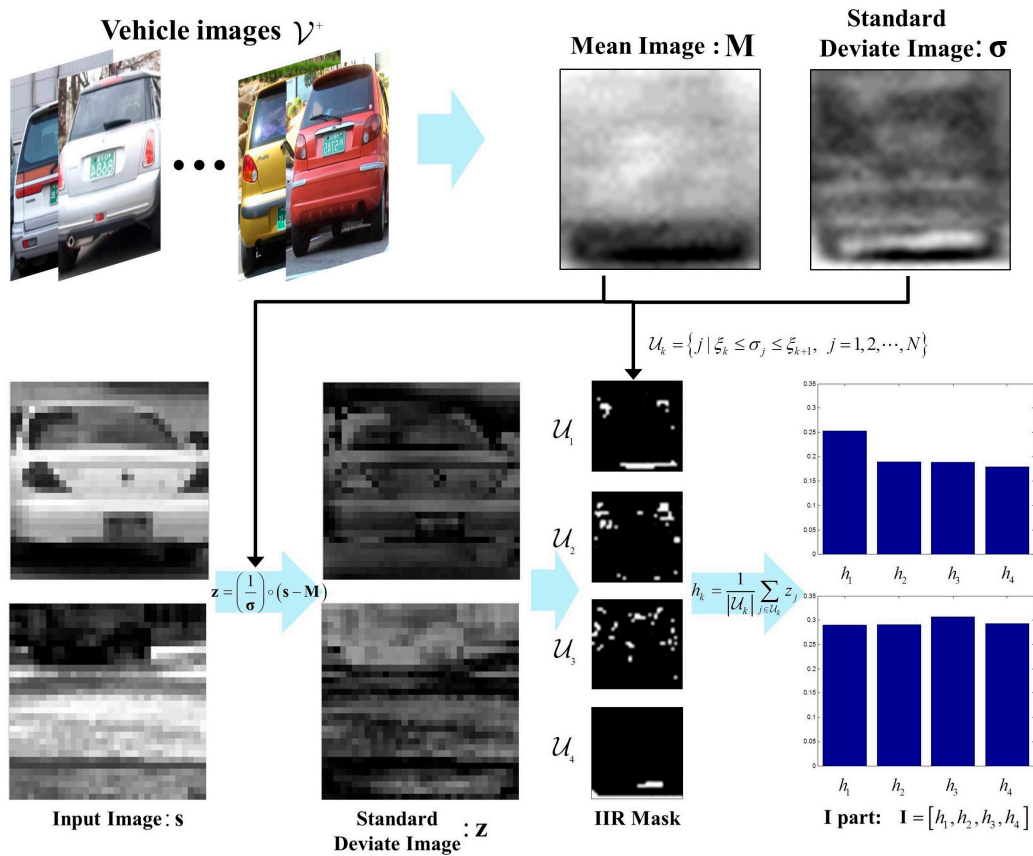 Vehicle images 𝒱⁺
Mean Image : M
Standard
Deviate Image: σ
𝒰ₖ = { j | ξₖ ≤ σⱼ ≤ ξₖ₊₁, j = 1, 2, ⋯, N }
z = (1/σ) ∘ (s − M)
𝒰₁
𝒰₂
𝒰₃
𝒰₄
hₖ = 1/|𝒰ₖ| ∑_{j∈𝒰ₖ} zⱼ
0.35
0.3
0.25
0.2
0.15
0.1
0.05
0
h₁ h₂ h₃ h₄
0.35
0.3
0.25
0.2
0.15
0.1
0.05
0
h₁ h₂ h₃ h₄
Input Image: s
Standard
Deviate Image : z
IIR Mask
I part: I = [h₁, h₂, h₃, h₄]